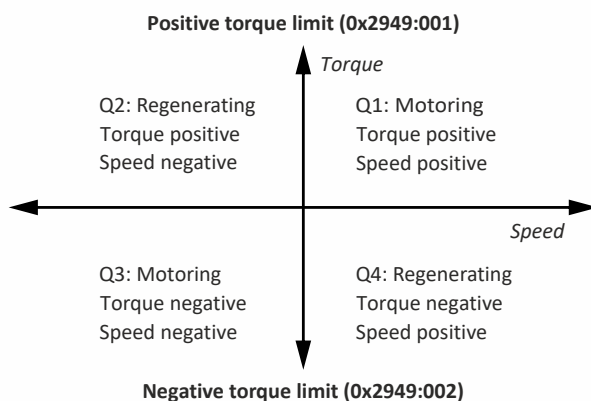 Positive torque limit (0x2949:001)
Torque
Q2: Regenerating
Torque positive
Speed negative
Q1: Motoring
Torque positive
Speed positive
Speed
Q3: Motoring
Torque negative
Speed negative
Q4: Regenerating
Torque negative
Speed positive
Negative torque limit (0x2949:002)